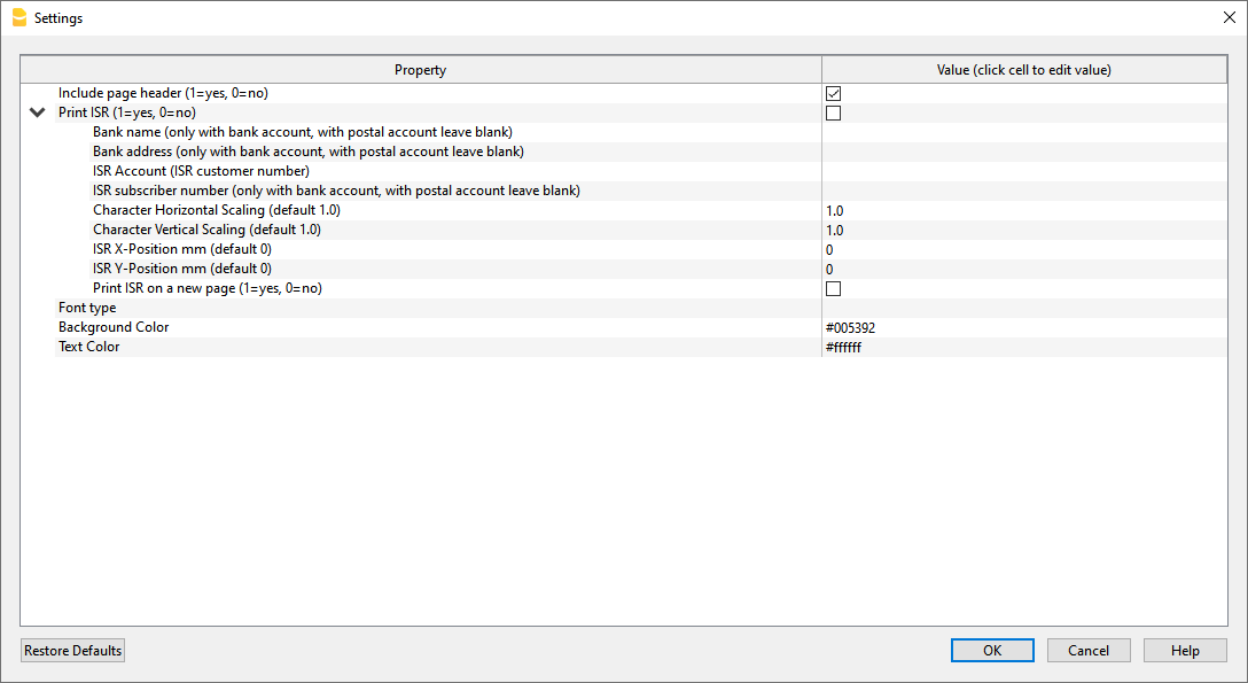 Settings
Property Value (click cell to edit value)
Include page header (1=yes, 0=no)
Print ISR (1=yes, 0=no)
Bank name (only with bank account, with postal account leave blank)
Bank address (only with bank account, with postal account leave blank)
ISR Account (ISR customer number)
ISR subscriber number (only with bank account, with postal account leave blank)
Character Horizontal Scaling (default 1.0) 1.0
Character Vertical Scaling (default 1.0) 1.0
ISR X-Position mm (default 0) 0
ISR Y-Position mm (default 0) 0
Print ISR on a new page (1=yes, 0=no)
Font type
Background Color #005392
Text Color #ffffff
Restore Defaults OK Cancel Help